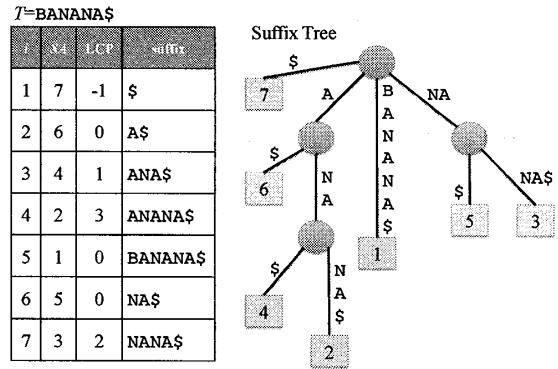 T=BANANA$
i SA LCP suffix
1 7 -1 $
2 6 0 A$
3 4 1 ANA$
4 2 3 ANANA$
5 1 0 BANANA$
6 5 0 NA$
7 3 2 NANA$
Suffix Tree
$
7
A
B
A
N
A
N
A
$
NA
$
6
N
A
1
$
5
NA$
3
$
4
N
A
$
2